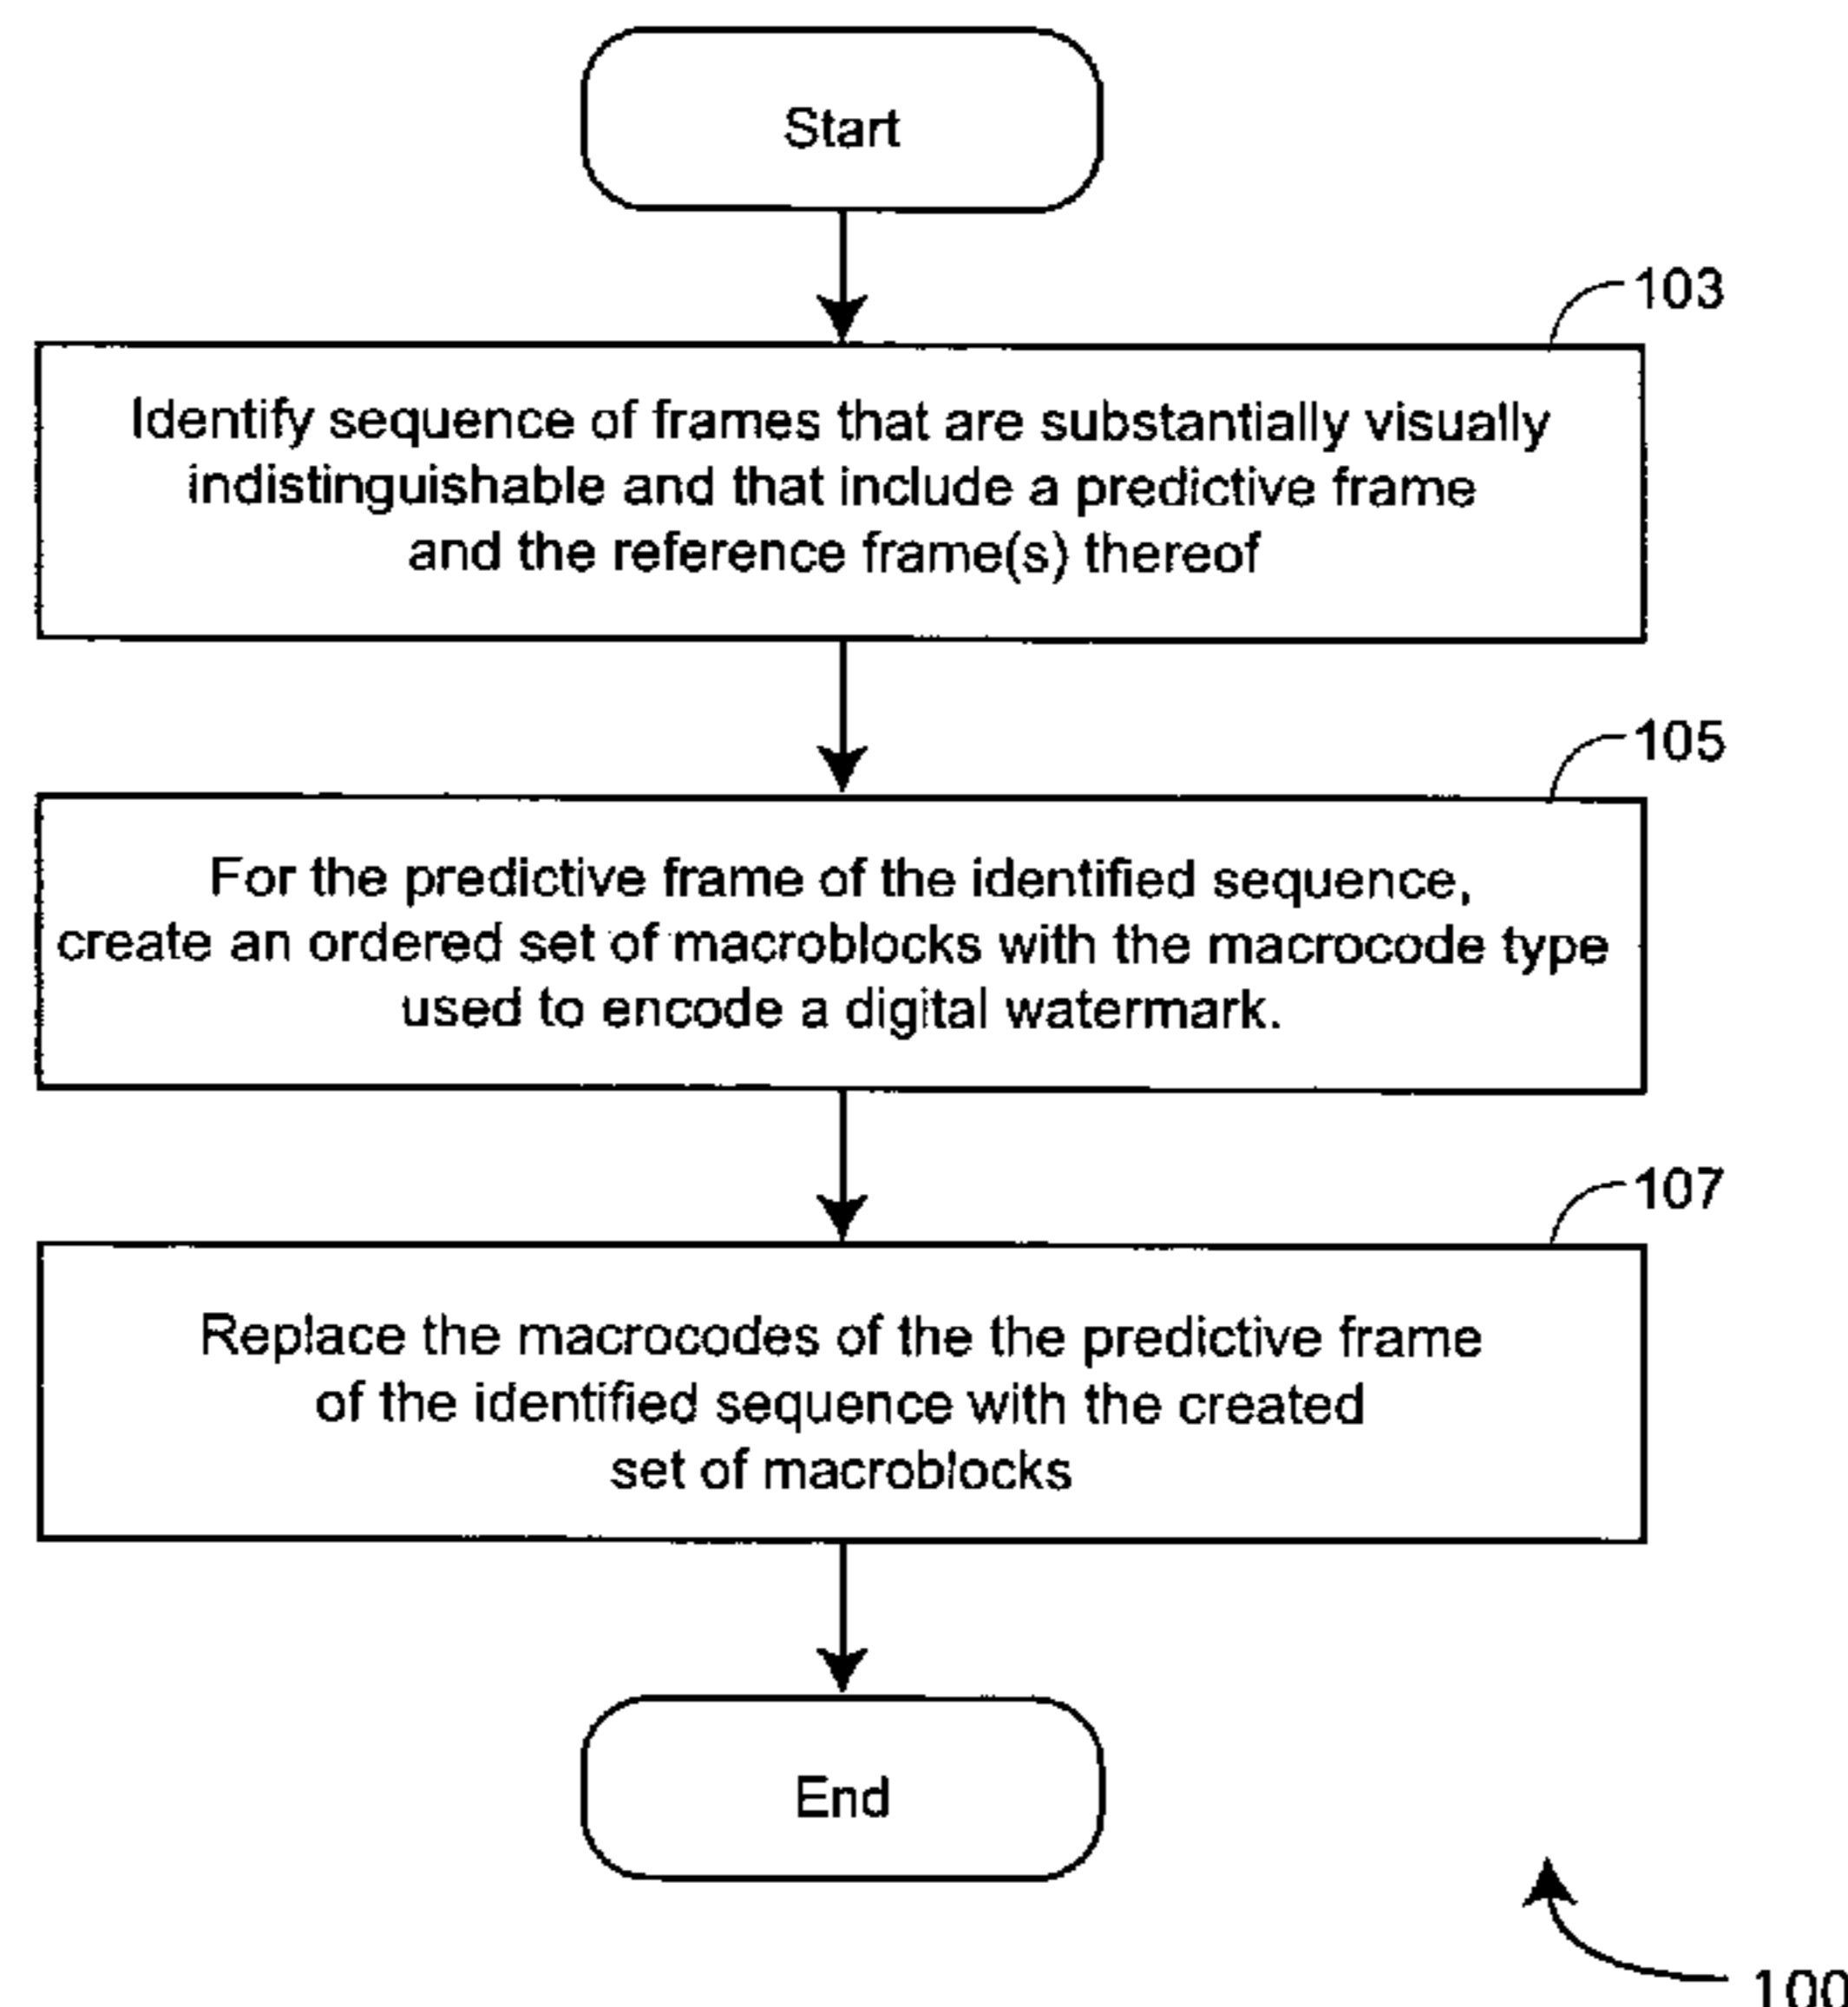 Start
103
Identify sequence of frames that are substantially visually
indistinguishable and that include a predictive frame
and the reference frame(s) thereof
105
For the predictive frame of the identified sequence,
create an ordered set of macroblocks with the macrocode type
used to encode a digital watermark.
107
Replace the macrocodes of the the predictive frame
of the identified sequence with the created
set of macroblocks
End
100